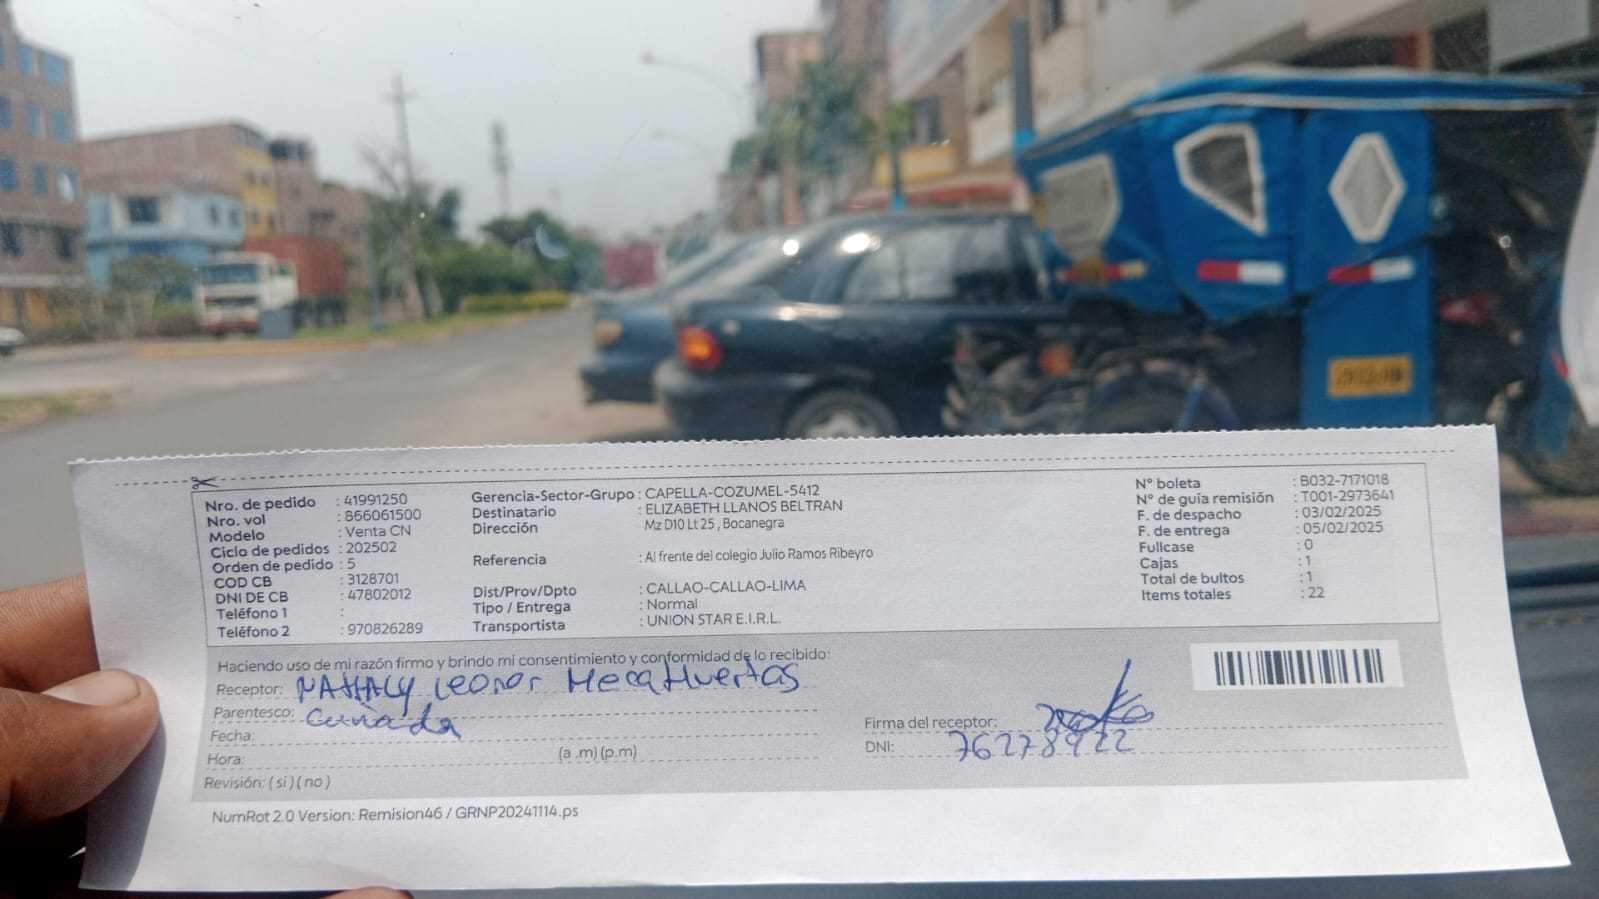 Nro. de pedido : 41991250
Nro. vol : 866061500
Modelo : Venta CN
Ciclo de pedidos : 202502
Orden de pedido : 5
COD CB : 3128701
DNI DE CB : 47802012
Teléfono 1 :
Teléfono 2 : 970826289
Gerencia-Sector-Grupo : CAPELLA-COZUMEL-5412
Destinatario : ELIZABETH LLANOS BELTRAN
Dirección Mz D10 Lt 25 , Bocanegra
Referencia : Al frente del colegio Julio Ramos Ribeyro
Dist/Prov/Dpto : CALLAO-CALLAO-LIMA
Tipo / Entrega : Normal
Transportista : UNION STAR E.I.R.L.
N° boleta : B032-7171018
N° de guía remisión : T001-2973641
F. de despacho : 03/02/2025
F. de entrega : 05/02/2025
Fullcase : 0
Cajas : 1
Total de bultos : 1
Items totales : 22
Haciendo uso de mi razón firmo y brindo mi consentimiento y conformidad de lo recibido:
Receptor: NAHALY Leonor Meca Huertas
Parentesco: Cuñada
Fecha:
Hora: (a .m) (p.m)
Revisión: ( si ) ( no )
Firma del receptor:
DNI: 76278922
NumRot 2.0 Version: Remision46 / GRNP20241114.ps